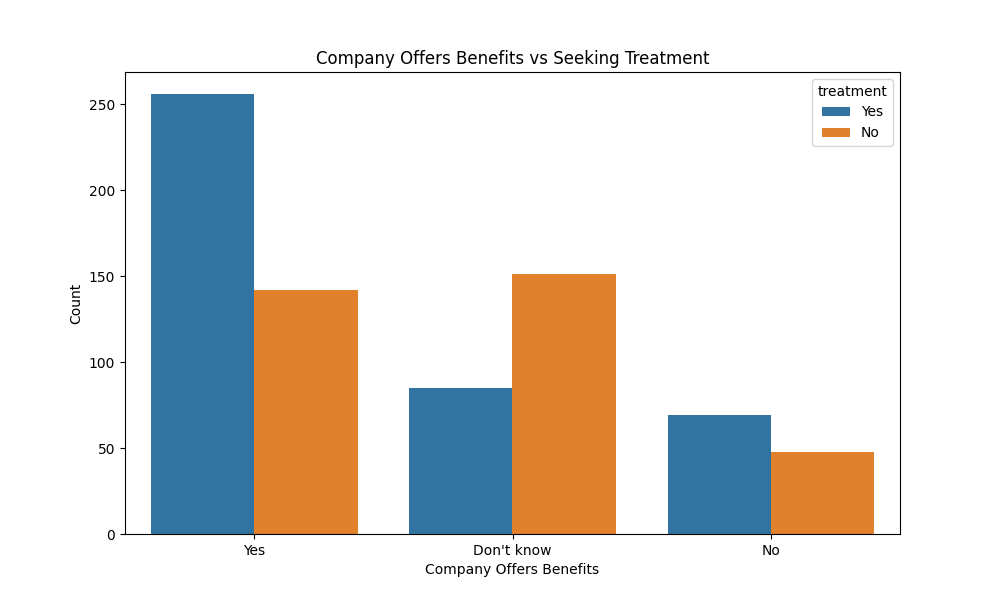 Company Offers Benefits vs Seeking Treatment
treatment
Yes
No
Count
250
200
150
100
50
0
Yes
Don't know
No
Company Offers Benefits